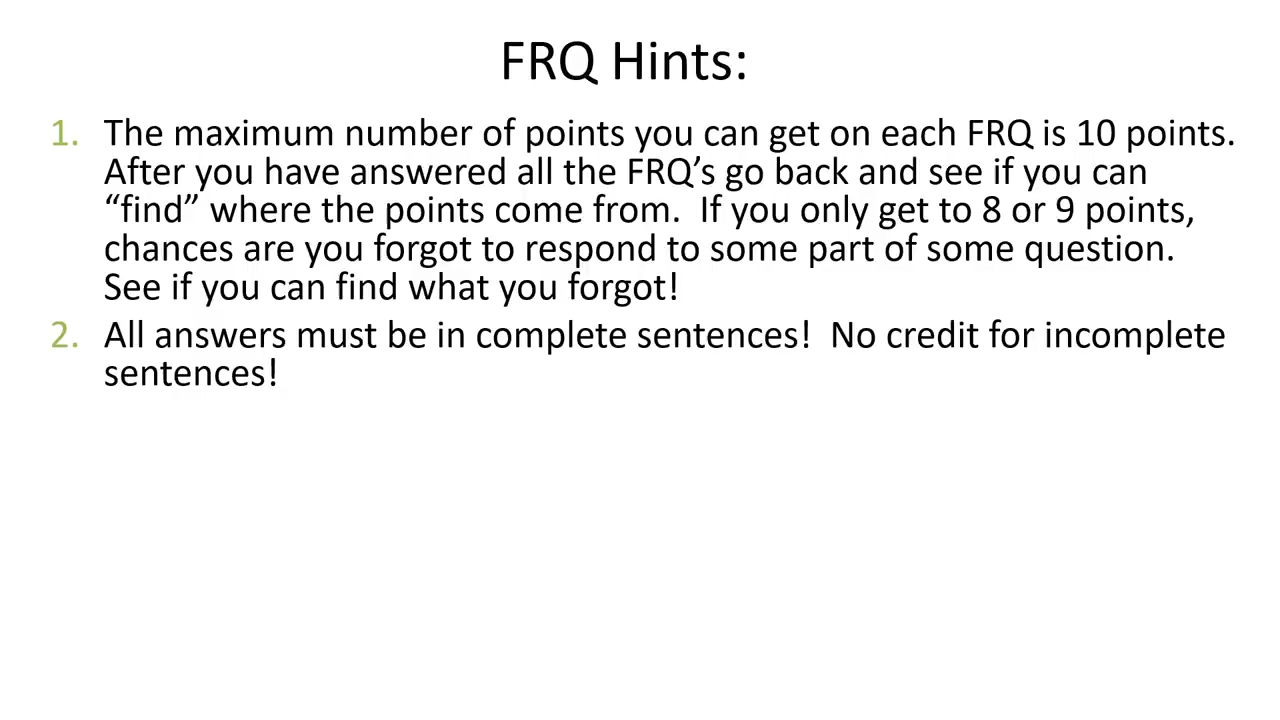 FRQ Hints:
1. The maximum number of points you can get on each FRQ is 10 points.
After you have answered all the FRQ’s go back and see if you can
“find” where the points come from.  If you only get to 8 or 9 points,
chances are you forgot to respond to some part of some question.
See if you can find what you forgot!
2. All answers must be in complete sentences!  No credit for incomplete
sentences!